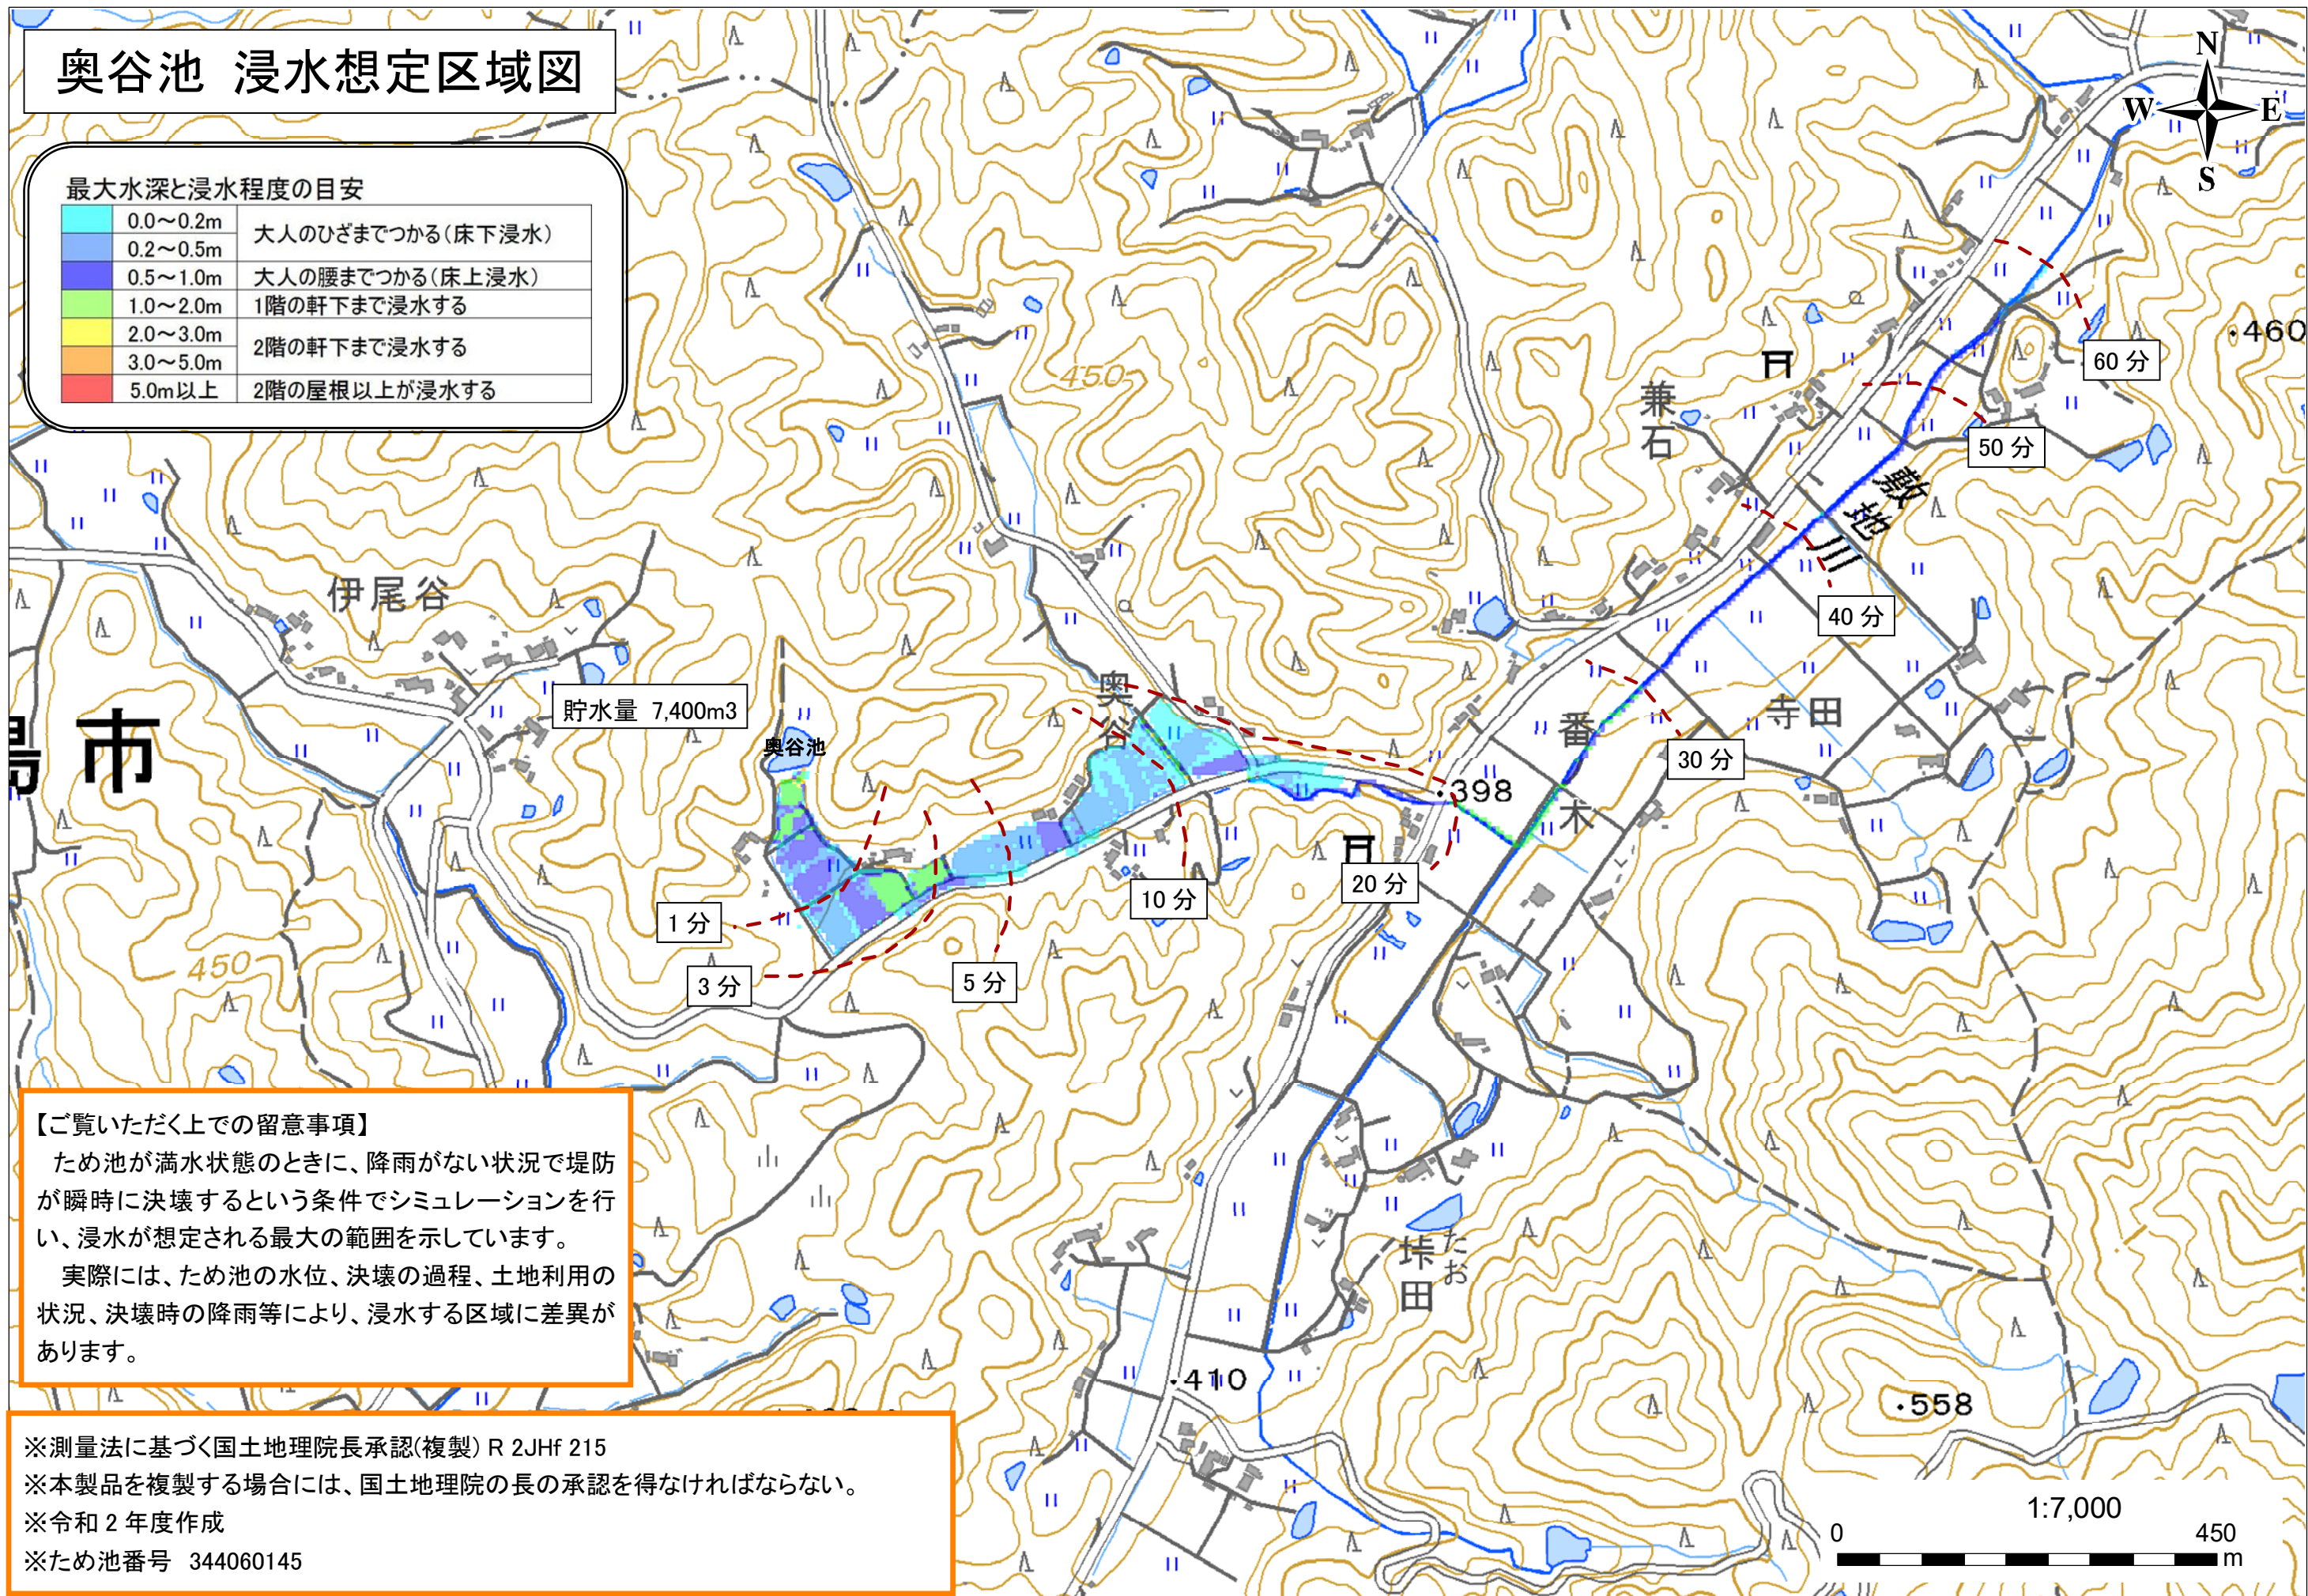 奥谷池 浸水想定区域図
最大水深と浸水程度の目安
0.0～0.2m
大人のひざまでつかる(床下浸水)
0.2～0.5m
0.5～1.0m 大人の腰までつかる(床上浸水)
1.0～2.0m 1階の軒下まで浸水する
2.0～3.0m
2階の軒下まで浸水する
3.0～5.0m
5.0m以上 2階の屋根以上が浸水する
N
W E
S
460
60 分
450
兼石
50 分
敷地川
伊尾谷
40 分
貯水量 7,400m3
奥谷
寺田
市
奥谷池
番木
30 分
398
20 分
10 分
1 分
3 分
5 分
450
【ご覧いただく上での留意事項】
ため池が満水状態のときに、降雨がない状況で堤防
が瞬時に決壊するという条件でシミュレーションを行
い、浸水が想定される最大の範囲を示しています。
実際には、ため池の水位、決壊の過程、土地利用の
状況、決壊時の降雨等により、浸水する区域に差異が
あります。
垰田
たお
410
558
※測量法に基づく国土地理院長承認(複製) R 2JHf 215
※本製品を複製する場合には、国土地理院の長の承認を得なければならない。
※令和 2 年度作成
※ため池番号 344060145
1:7,000
0 450
m